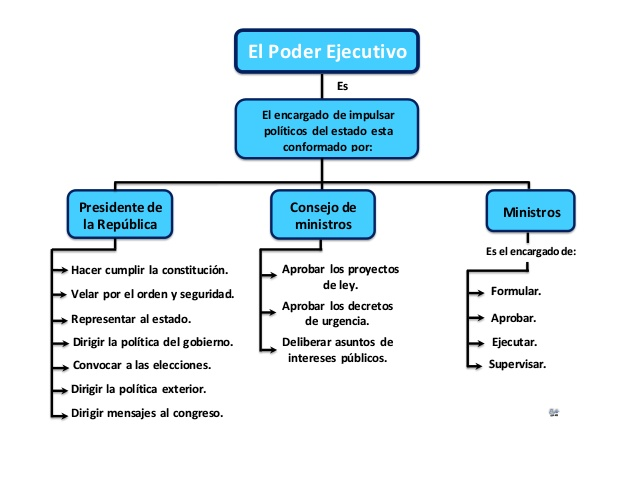 El Poder Ejecutivo
Es
El encargado de impulsar
políticos del estado esta
conformado por:
Presidente de
la República
Consejo de
ministros
Ministros
Es el encargado de:
Hacer cumplir la constitución.
Velar por el orden y seguridad.
Representar al estado.
Dirigir la política del gobierno.
Convocar a las elecciones.
Dirigir la política exterior.
Dirigir mensajes al congreso.
Aprobar los proyectos
de ley.
Aprobar los decretos
de urgencia.
Deliberar asuntos de
intereses públicos.
Formular.
Aprobar.
Ejecutar.
Supervisar.